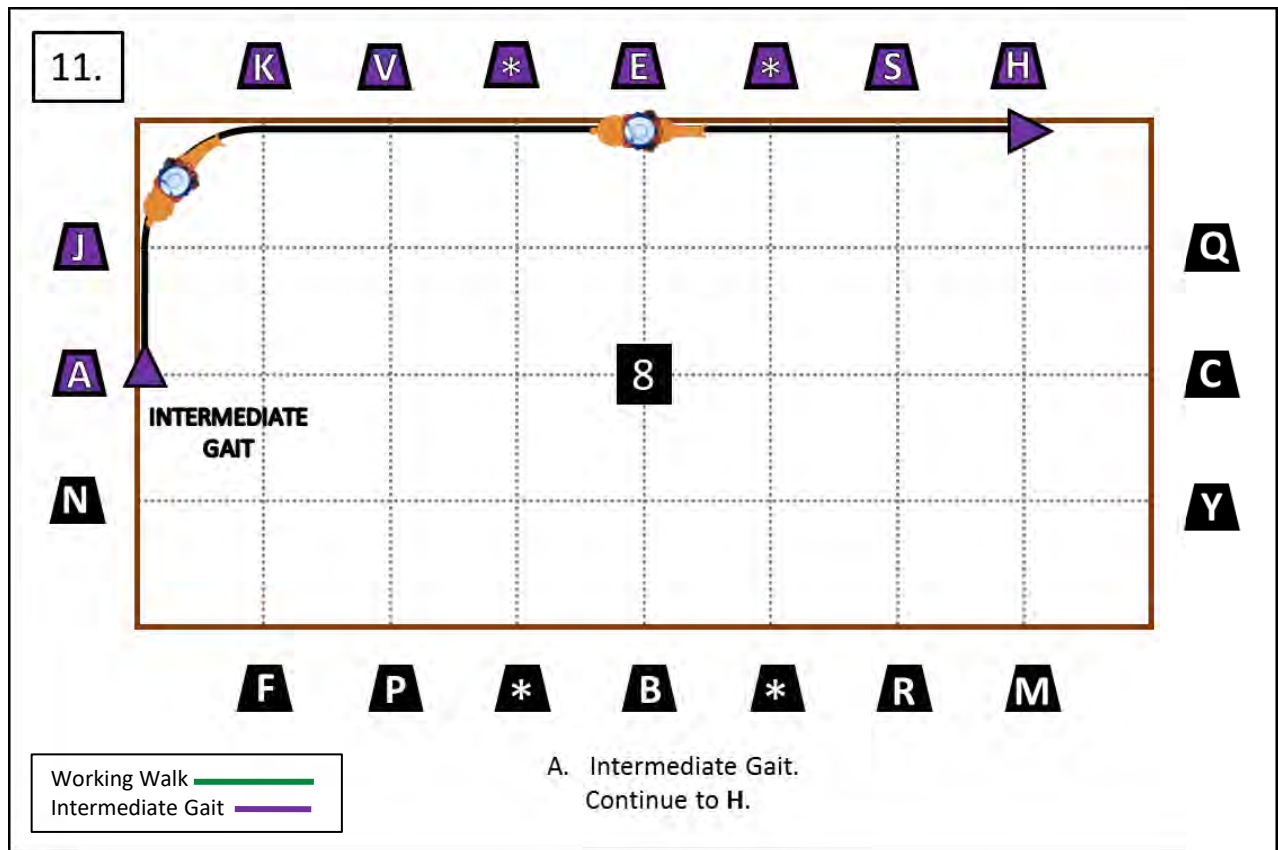 11.
K V * E * S H
J
Q
A
8
C
INTERMEDIATE
GAIT
N
Y
F P * B * R M
Working Walk
Intermediate Gait
A. Intermediate Gait.
Continue to H.